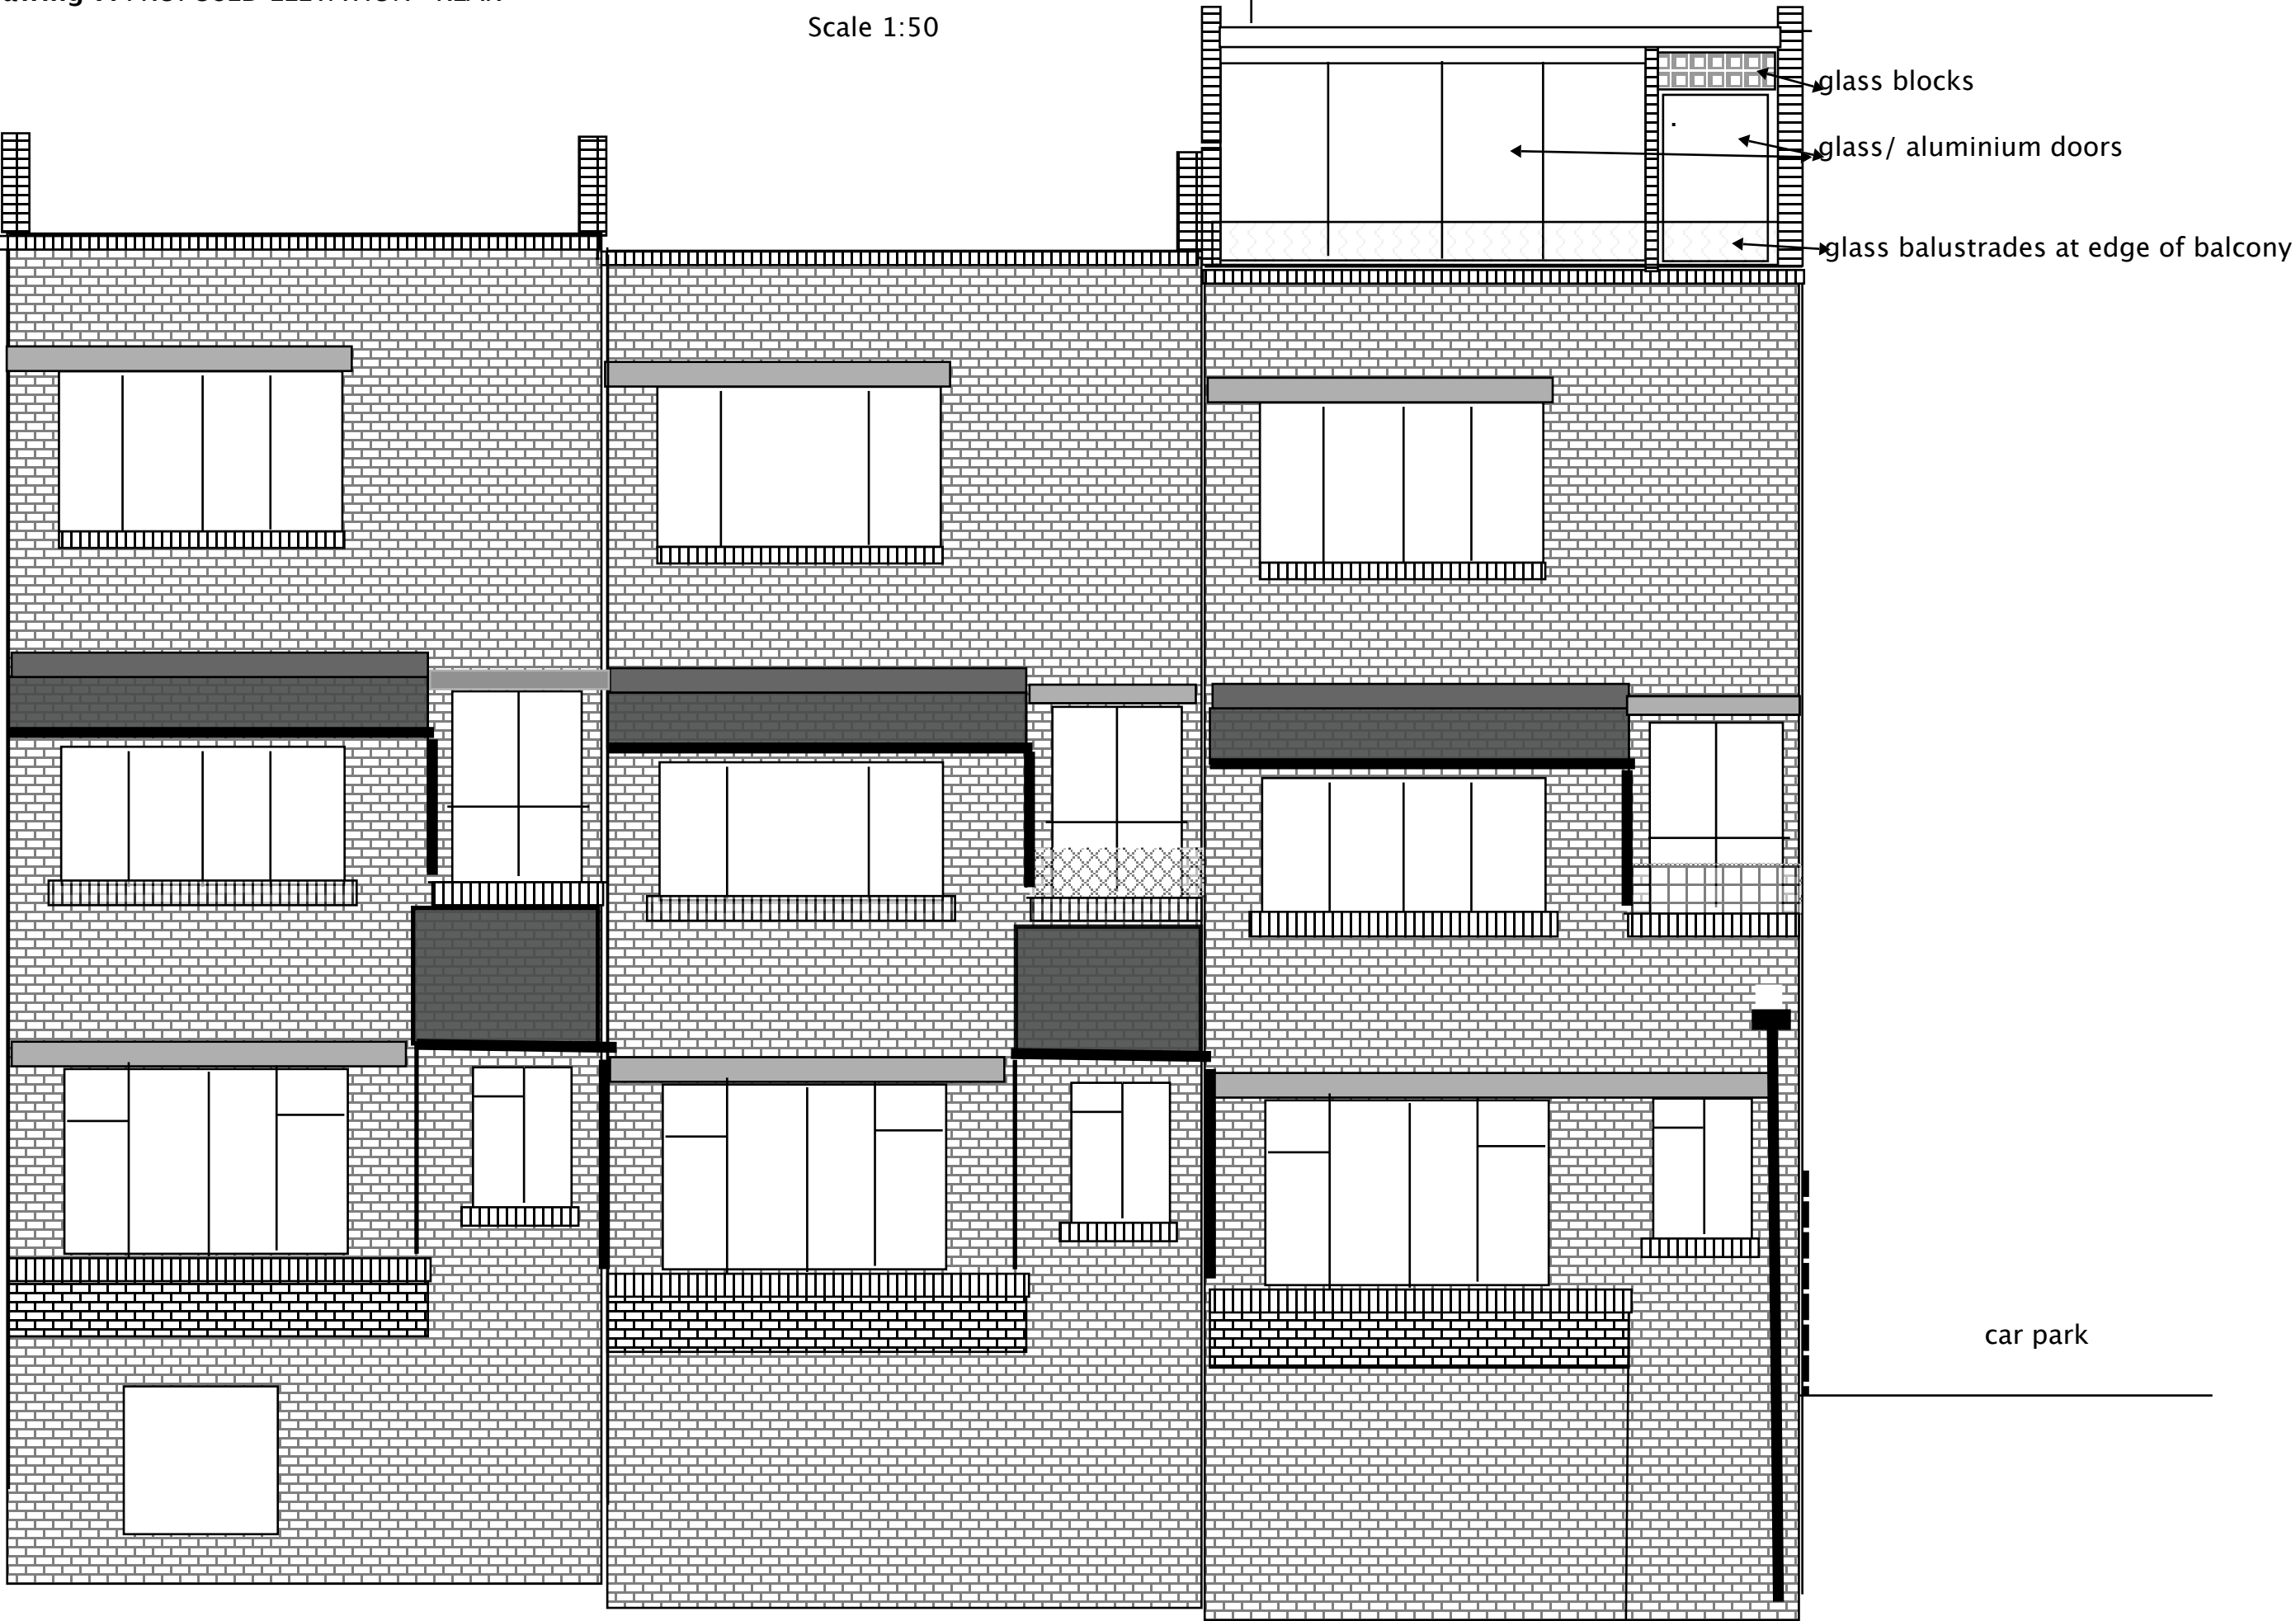 Scale 1:50
glass blocks
glass/ aluminium doors
glass balustrades at edge of balcony
car park